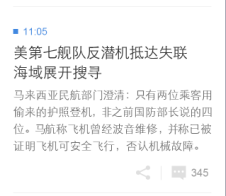 11:05
美第七舰队反潜机抵达失联
海域展开搜寻
马来西亚民航部门澄清：只有两位乘客用
偷来的护照登机，非之前国防部长说的四
位。马航称飞机曾经波音维修，并称已被
证明飞机可安全飞行，否认机械故障。
345